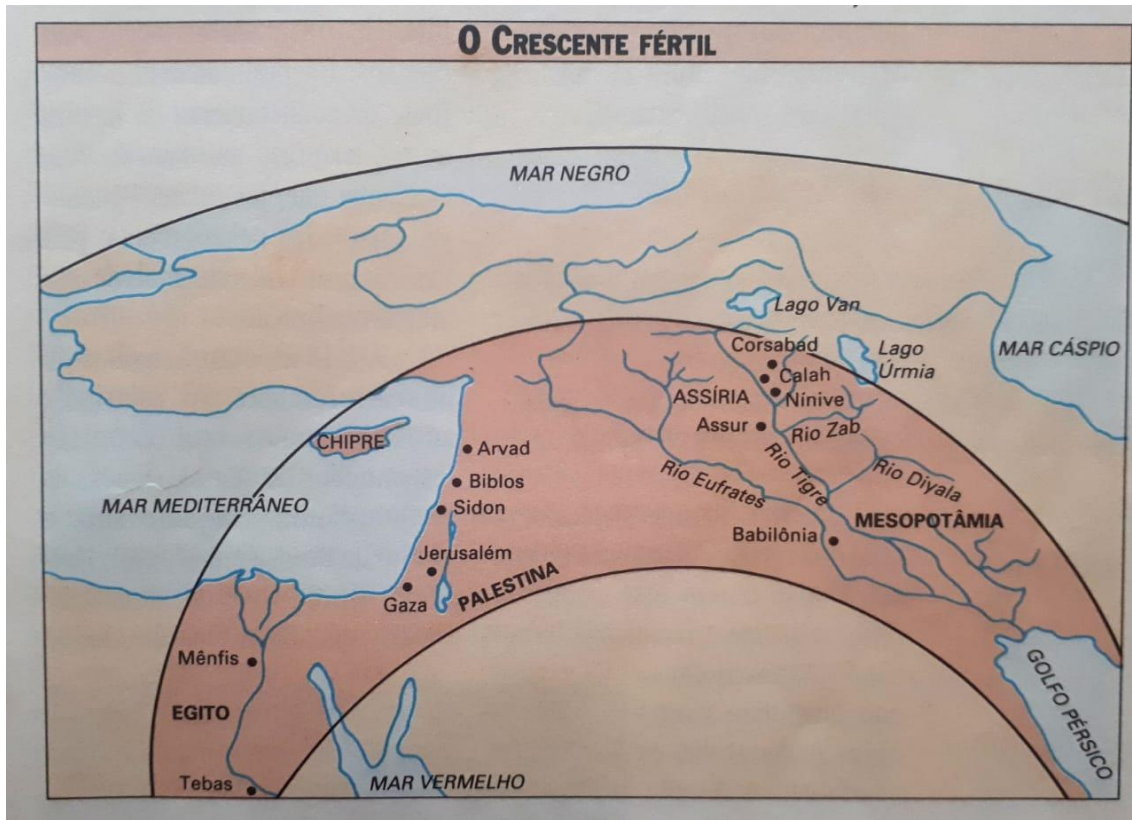 O CRESCENTE FÉRTIL
MAR NEGRO
Lago Van
Corsabad
Lago
Úrmia
MAR CÁSPIO
Calah
ASSÍRIA
Nínive
Assur
Rio Zab
CHIPRE
Arvad
Rio Tigre
Rio Diyala
Rio Eufrates
Biblos
MAR MEDITERRÂNEO
Sidon
MESOPOTÂMIA
Babilônia
Jerusalém
PALESTINA
Gaza
Mênfis
EGITO
GOLFO PÉRSICO
Tebas
MAR VERMELHO